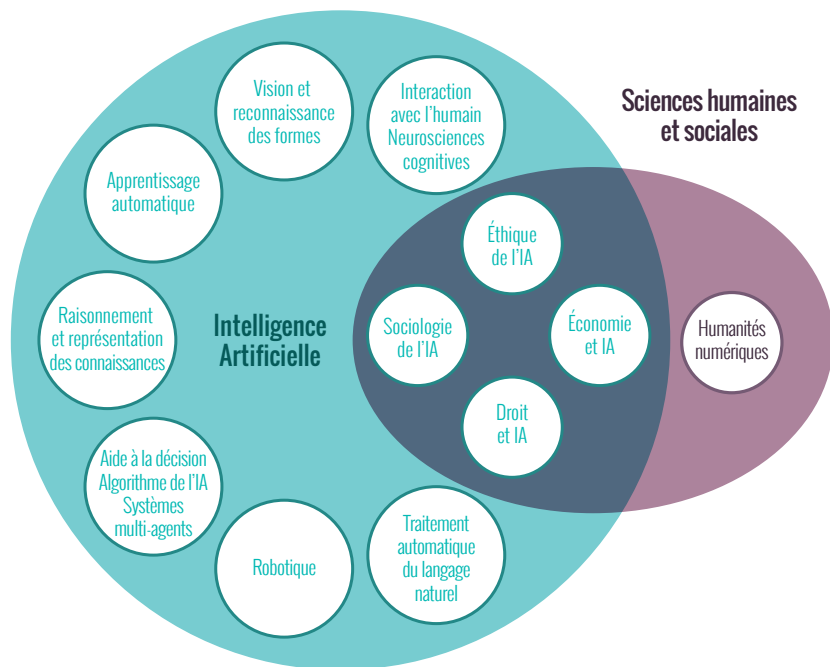 Vision et
reconnaissance
des formes
Interaction
avec l'humain
Neurosciences
cognitives
Sciences humaines
et sociales
Apprentissage
automatique
Éthique
de l'IA
Raisonnement
et représentation
des connaissances
Intelligence
Artificielle
Sociologie
de l'IA
Économie
et IA
Humanités
numériques
Droit
et IA
Aide à la décision
Algorithme de l'IA
Systèmes
multi-agents
Robotique
Traitement
automatique
du langage
naturel